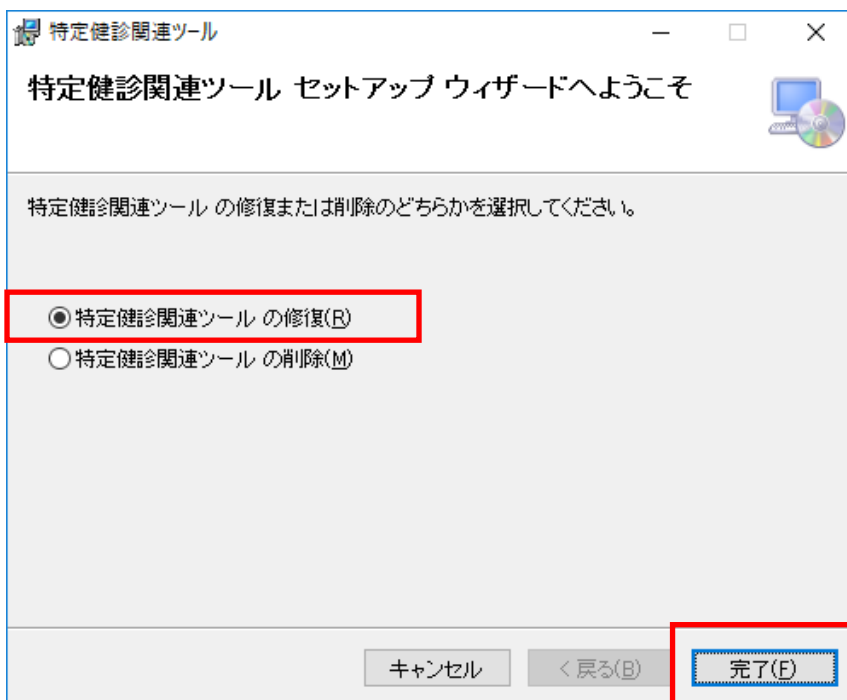 特定健診関連ツール
特定健診関連ツール セットアップ ウィザードへようこそ
特定健診関連ツール の修復または削除のどちらかを選択してください。
特定健診関連ツール の修復(R)
特定健診関連ツール の削除(M)
キャンセル
< 戻る(B)
完了(F)